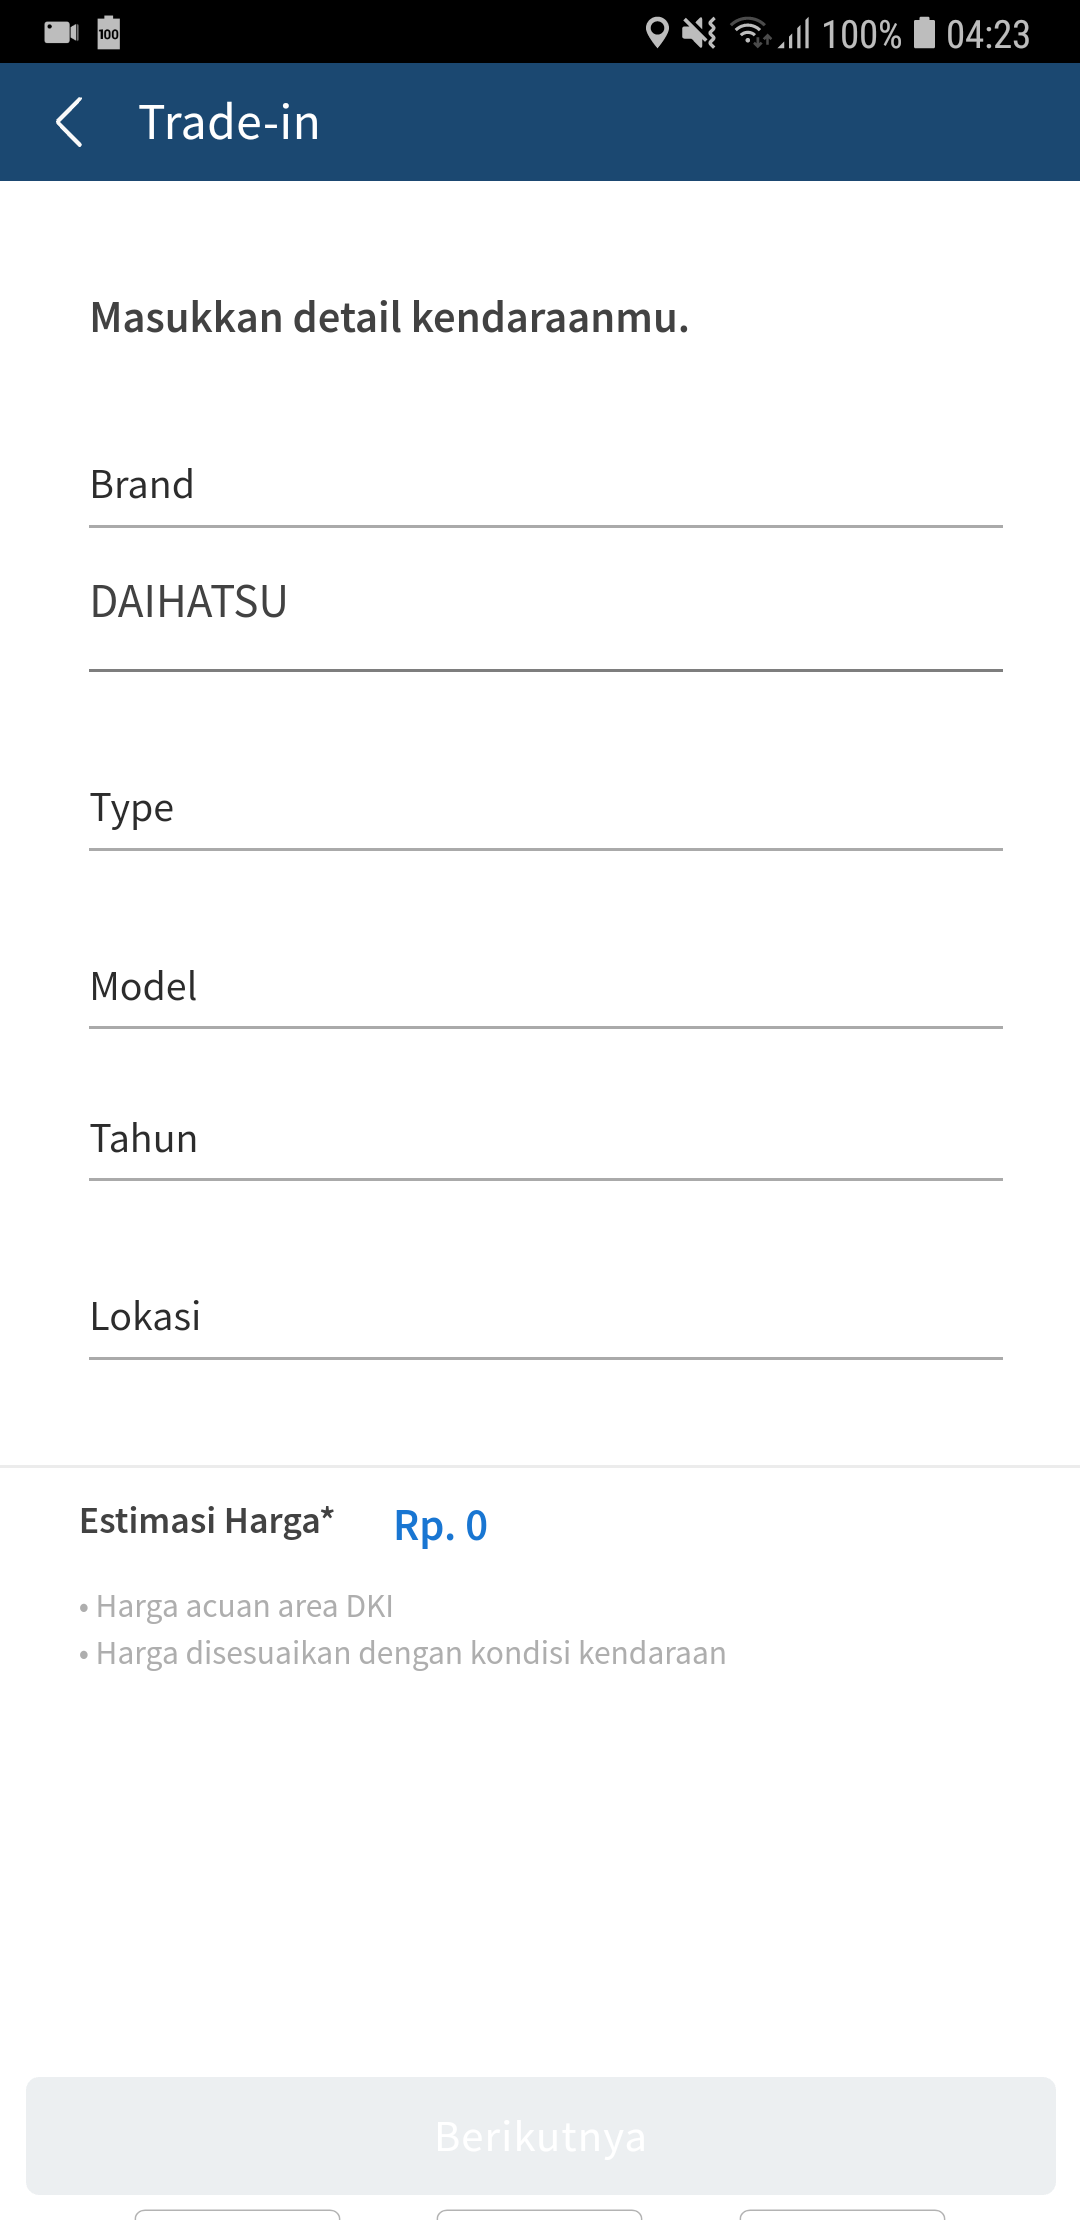 100 100% 04:23
Trade-in
Masukkan detail kendaraanmu.
Brand
DAIHATSU
Type
Model
Tahun
Lokasi
Estimasi Harga* Rp. 0
• Harga acuan area DKI
• Harga disesuaikan dengan kondisi kendaraan
Berikutnya